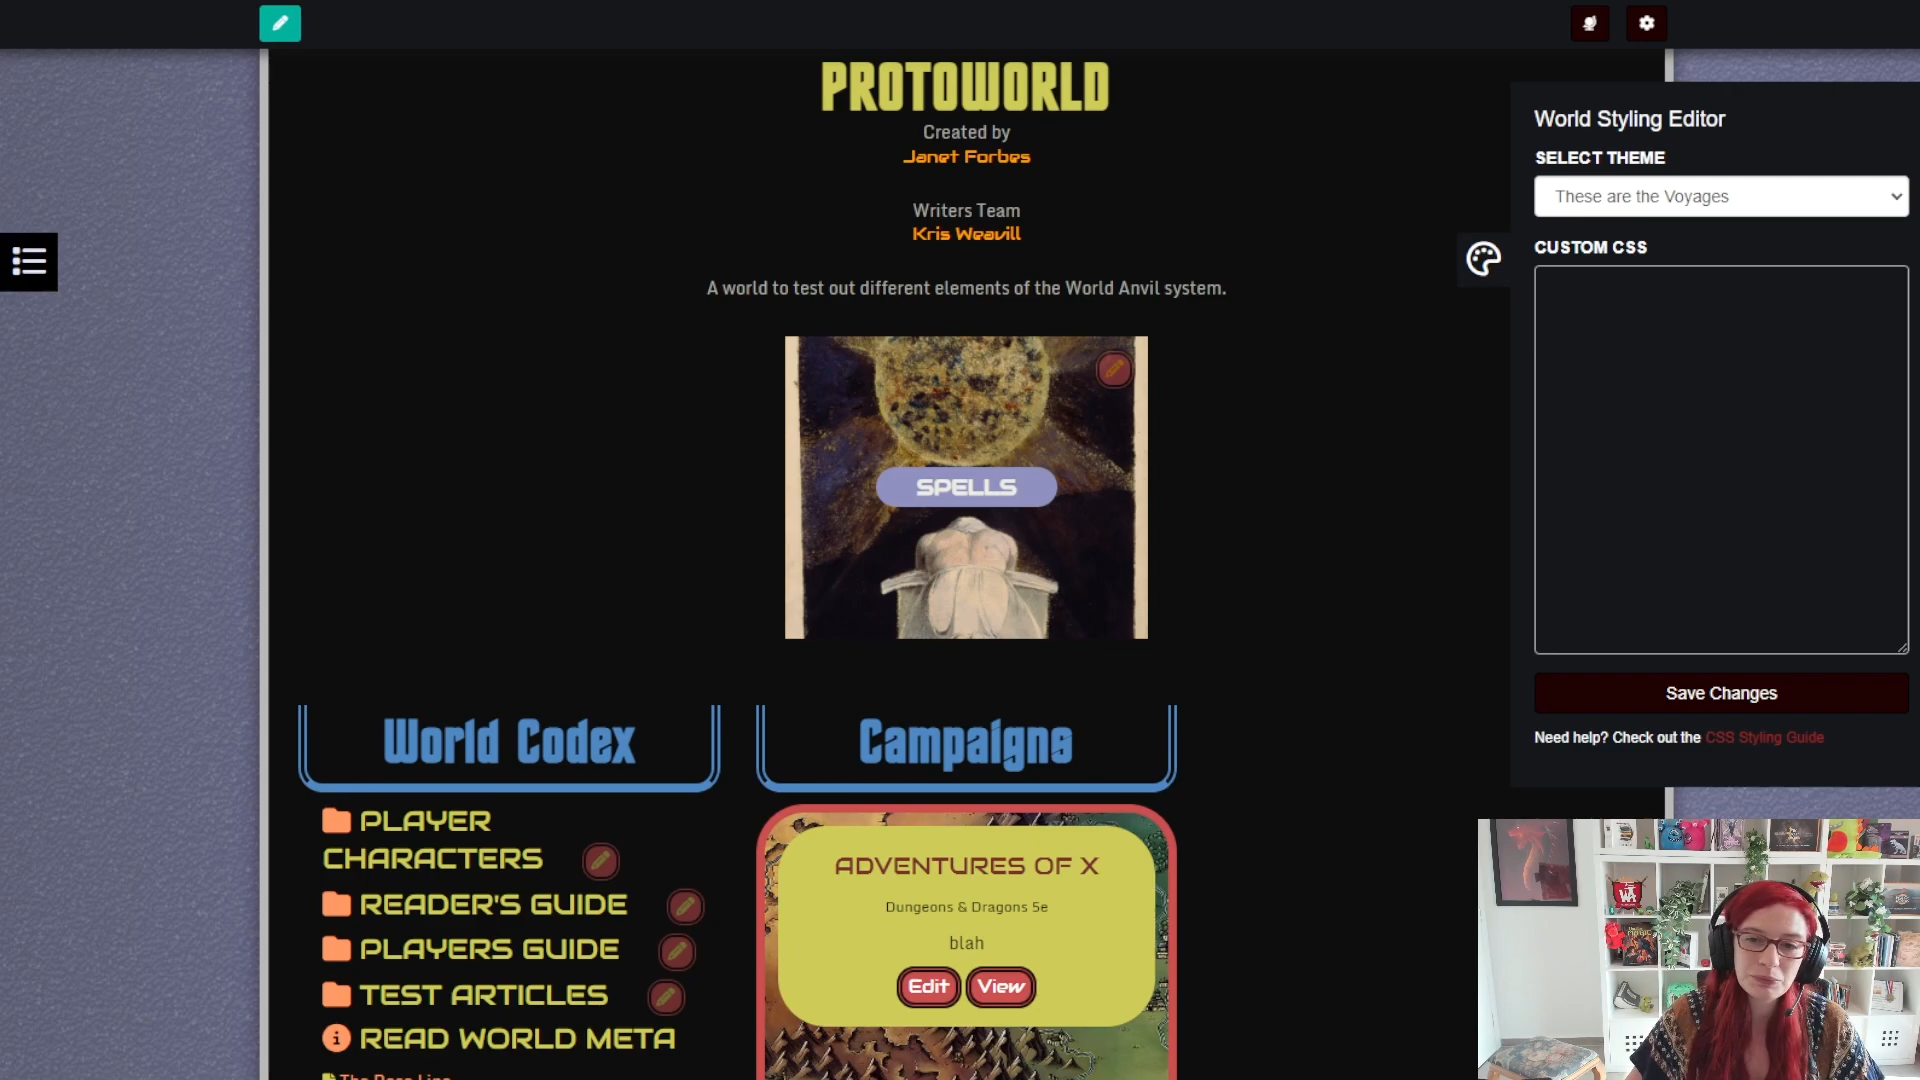 PROTOWORLD
Created by
Janet Forbes
Writers Team
Kris Weavill
A world to test out different elements of the World Anvil system.
SPELLS
World Codex
PLAYER
CHARACTERS
READER'S GUIDE
PLAYERS GUIDE
TEST ARTICLES
READ WORLD META
Campaigns
ADVENTURES OF X
Dungeons & Dragons 5e
blah
Edit View
World Styling Editor
SELECT THEME
These are the Voyages
CUSTOM CSS
Save Changes
Need help? Check out the CSS Styling Guide